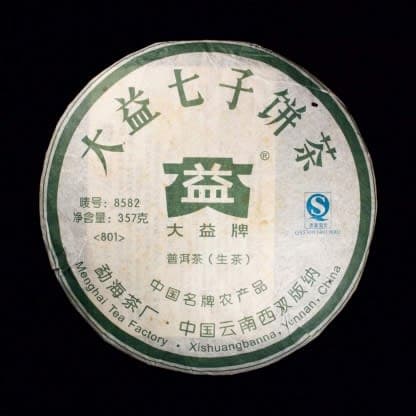 大益七子饼茶
益
®
大益牌
唛号: 8582
净含量: 357克
<801>
普洱茶(生茶)
中国名牌农产品
勐海茶厂 · 中国云南西双版纳
Menghai Tea Factory · Xishuangbanna, Yunnan, China